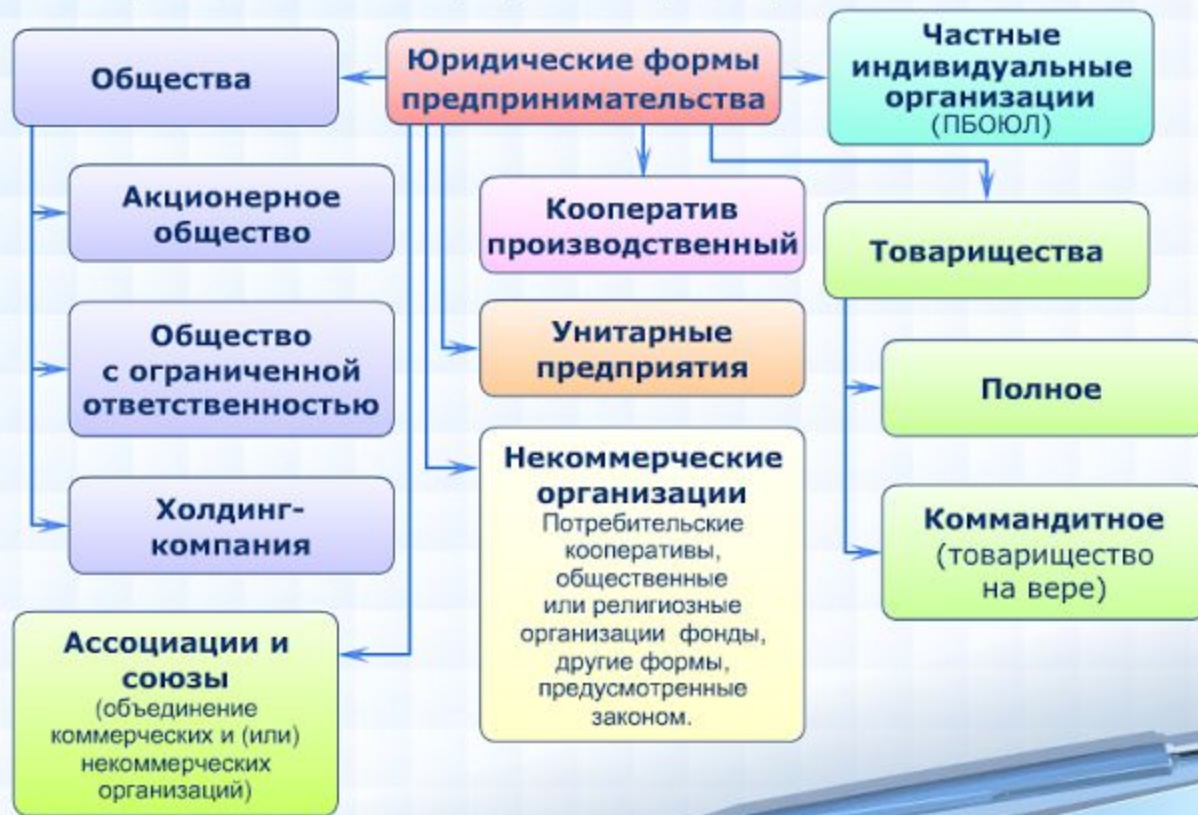 Общества
Юридические формы
предпринимательства
Частные
индивидуальные
организации
(ПБОЮЛ)
Акционерное
общество
Общество
с ограниченной
ответственностью
Холдинг-
компания
Ассоциации и
союзы
(объединение
коммерческих и (или)
некоммерческих
организаций)
Кооператив
производственный
Унитарные
предприятия
Некоммерческие
организации
Потребительские
кооперативы,
общественные
или религиозные
организации фонды,
другие формы,
предусмотренные
законом.
Товарищества
Полное
Коммандитное
(товарищество
на вере)